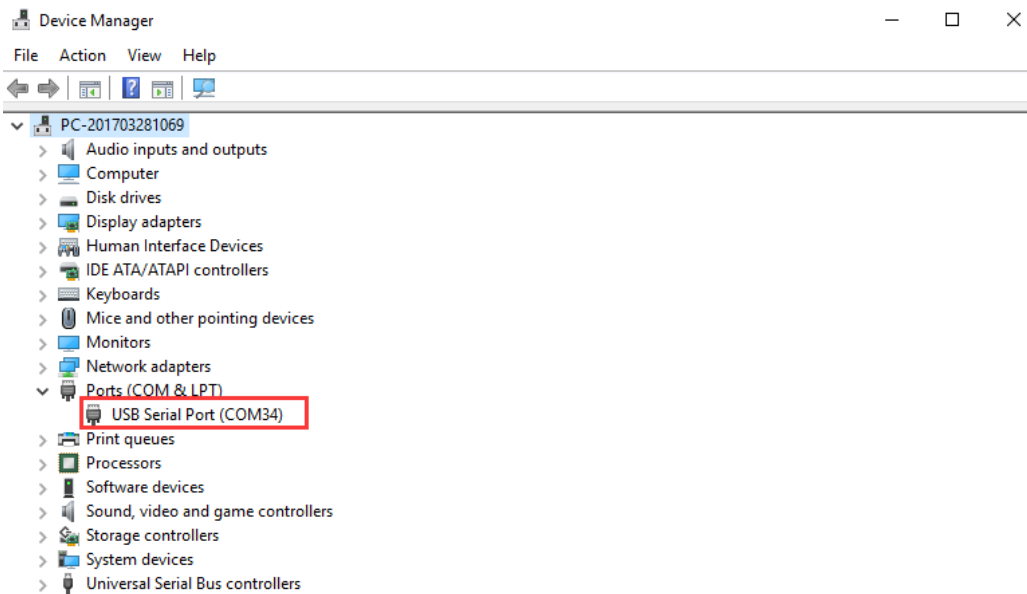 Device Manager
File Action View Help
PC-201703281069
Audio inputs and outputs
Computer
Disk drives
Display adapters
Human Interface Devices
IDE ATA/ATAPI controllers
Keyboards
Mice and other pointing devices
Monitors
Network adapters
Ports (COM & LPT)
USB Serial Port (COM34)
Print queues
Processors
Software devices
Sound, video and game controllers
Storage controllers
System devices
Universal Serial Bus controllers